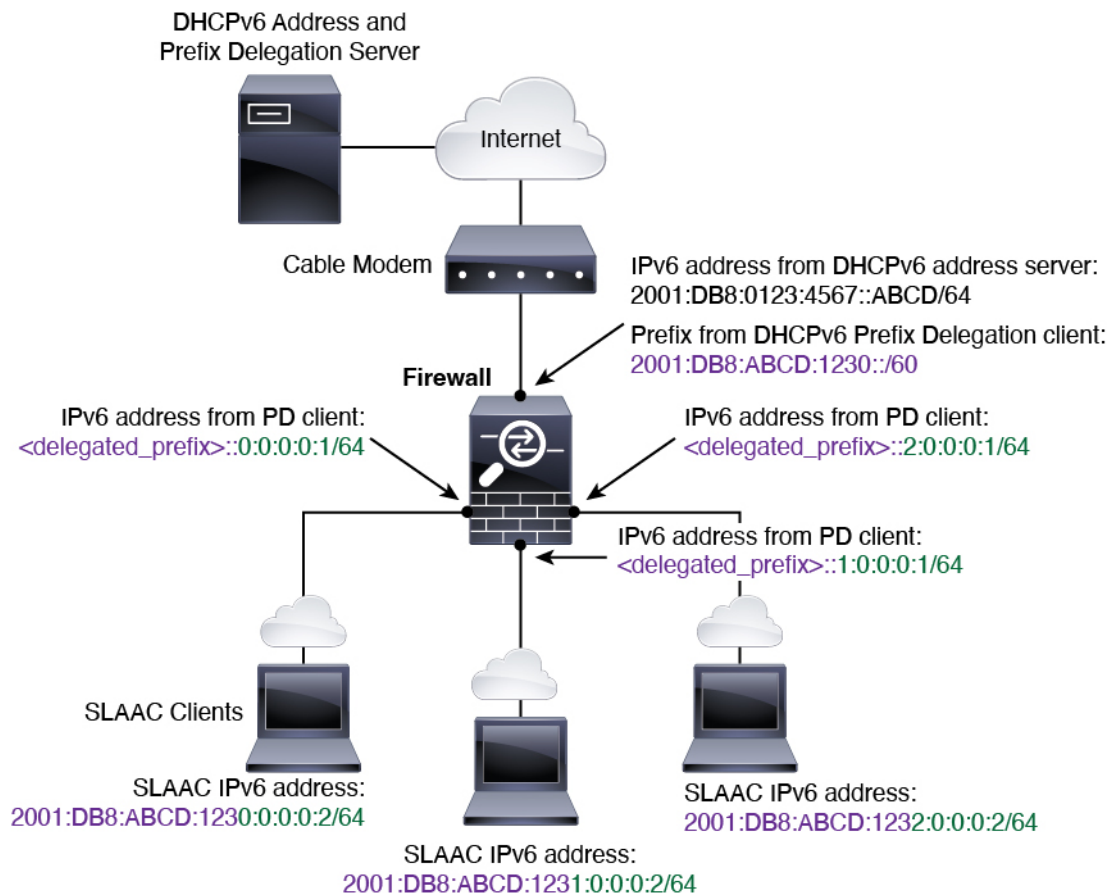 DHCPv6 Address and
Prefix Delegation Server
Internet
Cable Modem
IPv6 address from DHCPv6 address server:
2001:DB8:0123:4567::ABCD/64
Prefix from DHCPv6 Prefix Delegation client:
2001:DB8:ABCD:1230::/60
Firewall
IPv6 address from PD client:
<delegated_prefix>::0:0:0:0:1/64
IPv6 address from PD client:
<delegated_prefix>::2:0:0:0:1/64
IPv6 address from PD client:
<delegated_prefix>::1:0:0:0:1/64
SLAAC Clients
SLAAC IPv6 address:
2001:DB8:ABCD:1230:0:0:0:2/64
SLAAC IPv6 address:
2001:DB8:ABCD:1231:0:0:0:2/64
SLAAC IPv6 address:
2001:DB8:ABCD:1232:0:0:0:2/64